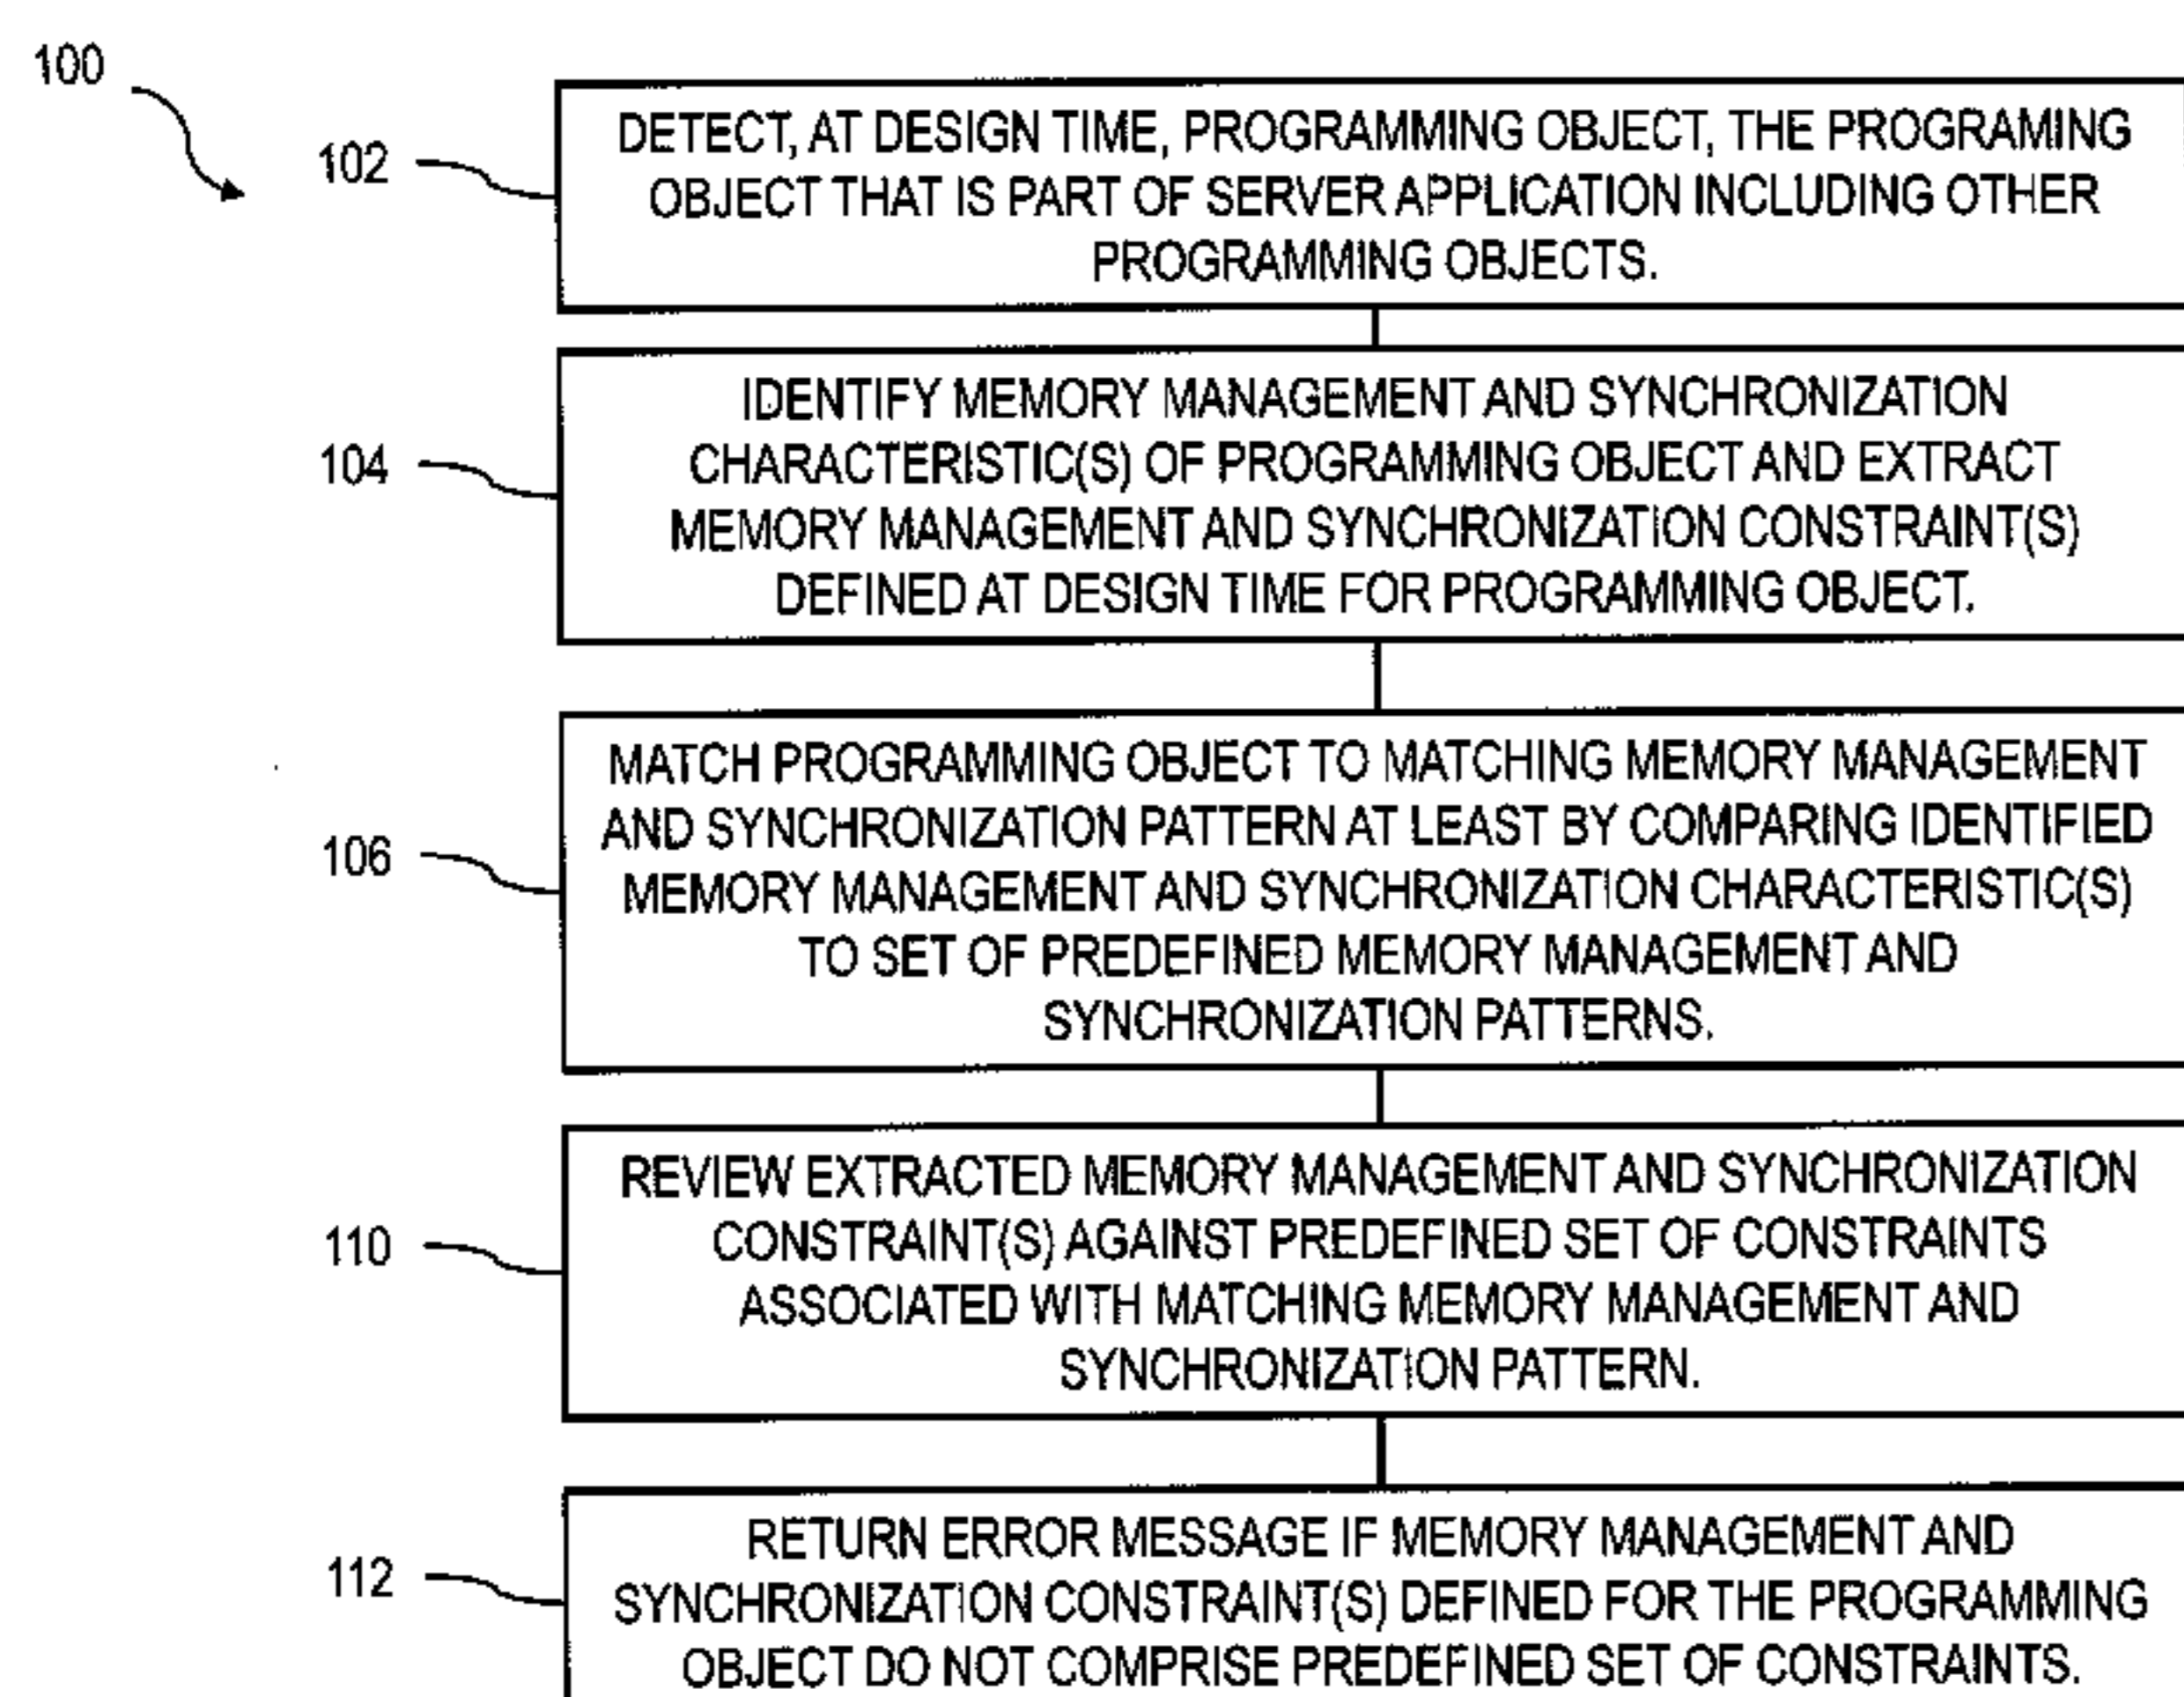 100
102
DETECT, AT DESIGN TIME, PROGRAMMING OBJECT, THE PROGRAMING
OBJECT THAT IS PART OF SERVER APPLICATION INCLUDING OTHER
PROGRAMMING OBJECTS.
104
IDENTIFY MEMORY MANAGEMENT AND SYNCHRONIZATION
CHARACTERISTIC(S) OF PROGRAMMING OBJECT AND EXTRACT
MEMORY MANAGEMENT AND SYNCHRONIZATION CONSTRAINT(S)
DEFINED AT DESIGN TIME FOR PROGRAMMING OBJECT.
106
MATCH PROGRAMMING OBJECT TO MATCHING MEMORY MANAGEMENT
AND SYNCHRONIZATION PATTERN AT LEAST BY COMPARING IDENTIFIED
MEMORY MANAGEMENT AND SYNCHRONIZATION CHARACTERISTIC(S)
TO SET OF PREDEFINED MEMORY MANAGEMENT AND
SYNCHRONIZATION PATTERNS.
110
REVIEW EXTRACTED MEMORY MANAGEMENT AND SYNCHRONIZATION
CONSTRAINT(S) AGAINST PREDEFINED SET OF CONSTRAINTS
ASSOCIATED WITH MATCHING MEMORY MANAGEMENT AND
SYNCHRONIZATION PATTERN.
112
RETURN ERROR MESSAGE IF MEMORY MANAGEMENT AND
SYNCHRONIZATION CONSTRAINT(S) DEFINED FOR THE PROGRAMMING
OBJECT DO NOT COMPRISE PREDEFINED SET OF CONSTRAINTS.